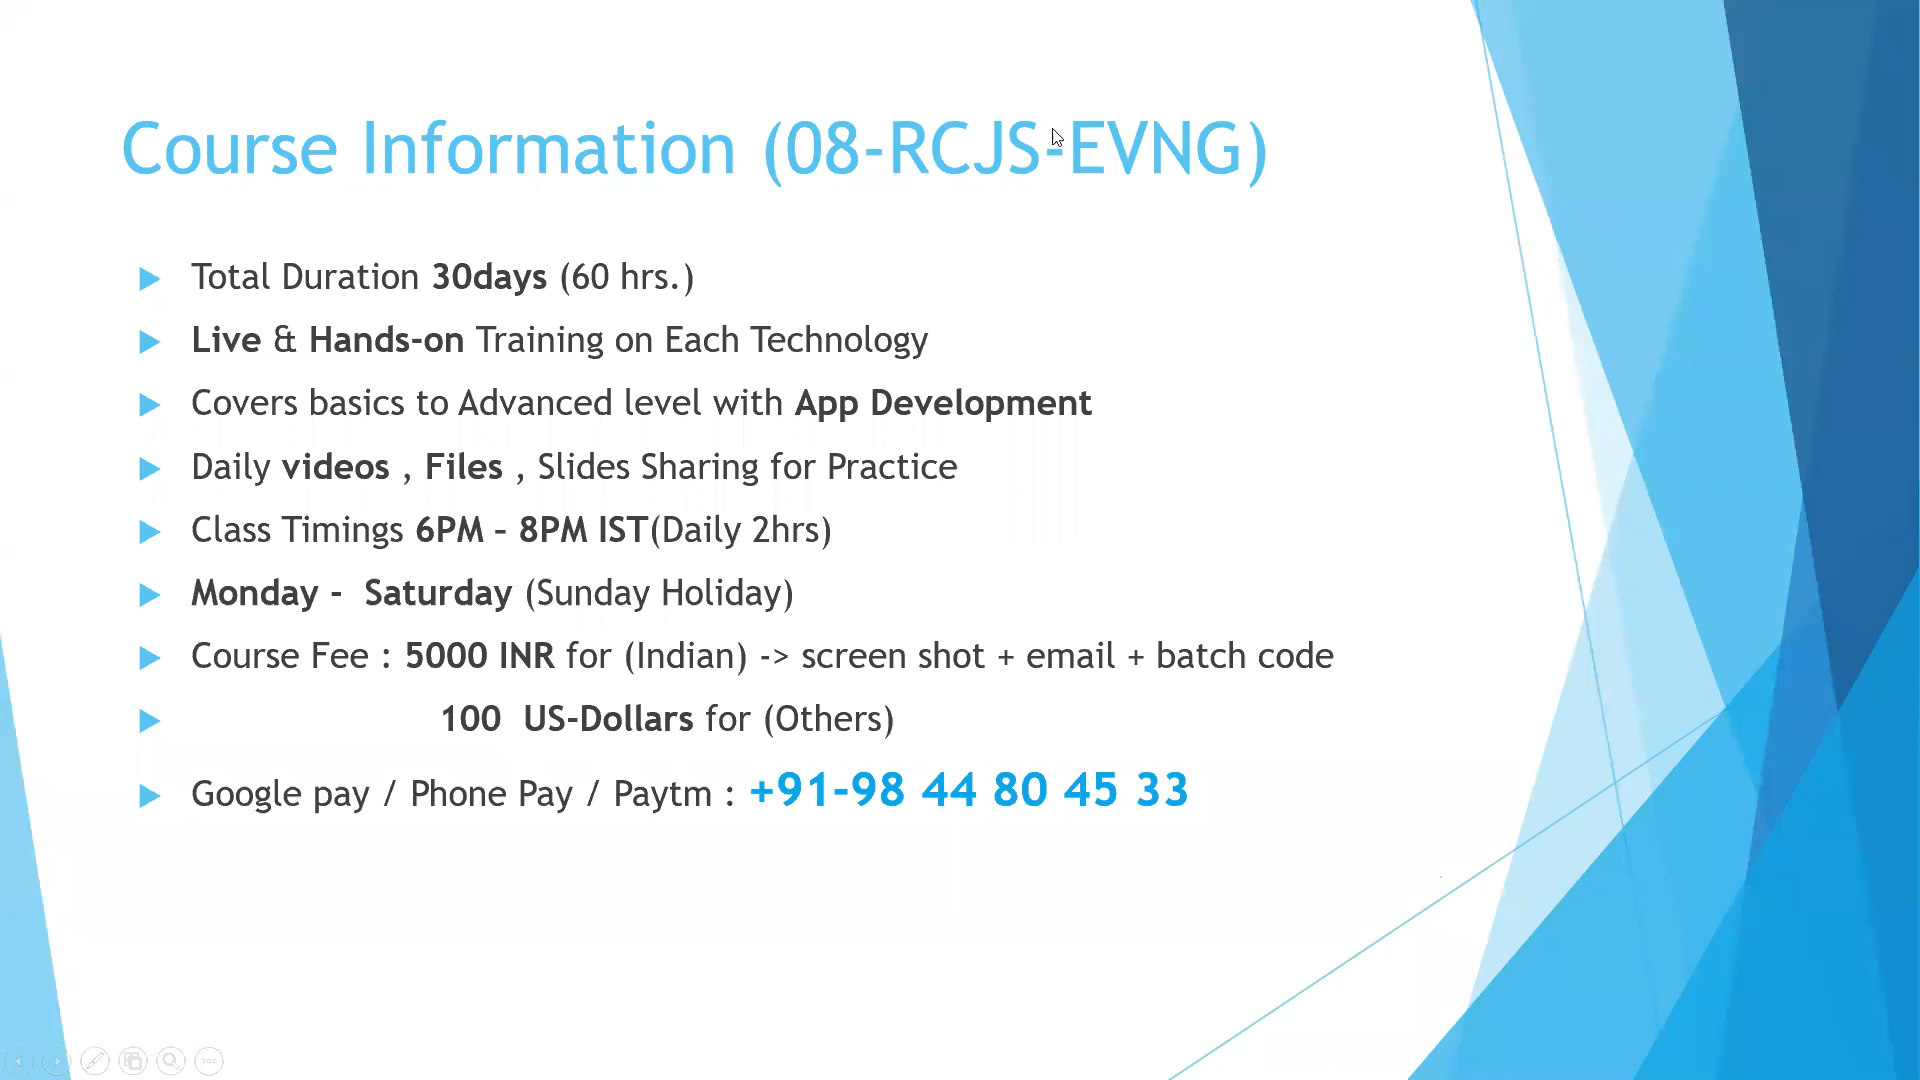 Course Information (08-RCJS-EVNG)
Total Duration 30days (60 hrs.)
Live & Hands-on Training on Each Technology
Covers basics to Advanced level with App Development
Daily videos , Files , Slides Sharing for Practice
Class Timings 6PM – 8PM IST(Daily 2hrs)
Monday - Saturday (Sunday Holiday)
Course Fee : 5000 INR for (Indian) -> screen shot + email + batch code
100 US-Dollars for (Others)
Google pay / Phone Pay / Paytm : +91-98 44 80 45 33